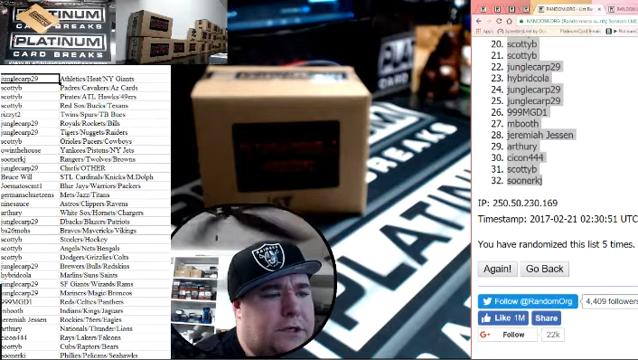 PLATINUM
CARD BREAKS
PLATINUM
CARD BREAKS
junglecarp29 Athletics/Heat/NY Giants
scottyb Padres/Cavaliers/Az Cards
scottyb Pirates/ATL Hawks/49ers
scottyb Red Sox/Bucks/Texans
rizzyt2 Twins/Spurs/TB Bucs
junglecarp29 Royals/Rockets/Bills
junglecarp29 Tigers/Nuggets/Raiders
scottyb Orioles/Pacers/Cowboys
owinthehouse Yankees/Pistons/NY Jets
soonerkj Rangers/Twolves/Browns
junglecarp29 Chiefs/OTHER
Bruce Will STL Cardinals/Knicks/M.Dolph
Joematoscast1 Blue Jays/Warriors/Packers
germanschnietzes Mets/Jazz/Titans
Astros/Clippers/Ravens
arthury White Sox/Hornets/Chargers
junglecarp29 Dbacks/Blazers/Patriots
bs26mohs Braves/Mavericks/Vikings
scottyb Steelers/Hockey
scottyb Angels/Nets/Bengals
scottyb Dodgers/Grizzlies/Colts
junglecarp29 Brewers/Bulls/Redskins
hybridcola Marlins/Suns/Saints
junglecarp29 SF Giants/Wizards/Rams
junglecarp29 Mariners/Magic/Broncos
999MGD1 Reds/Celtics/Panthers
mbooth Indians/Kings/Jaguars
jeremiah Jessen Rockies/76ers/Eagles
arthury Nationals/Thunder/Lions
cicon444 Rays/Lakers/Falcons
scottyb Cubs/Raptors/Bears
soonerkj Phillies/Pelicans/Seahawks
PLATINUM
BREAKS
RAIDERS
20. scottyb
21. scottyb
22. junglecarp29
23. hybridcola
24. junglecarp29
25. junglecarp29
26. 999MGD1
27. mbooth
28. jeremiah Jessen
29. arthury
30. cicon444
31. scottyb
32. soonerkj
IP: 250.50.230.169
Timestamp: 2017-02-21 02:30:51 UTC
You have randomized this list 5 times.
Again! Go Back
Follow @RandomOrg 4,409 followers
Like 1M Share
Follow 22k